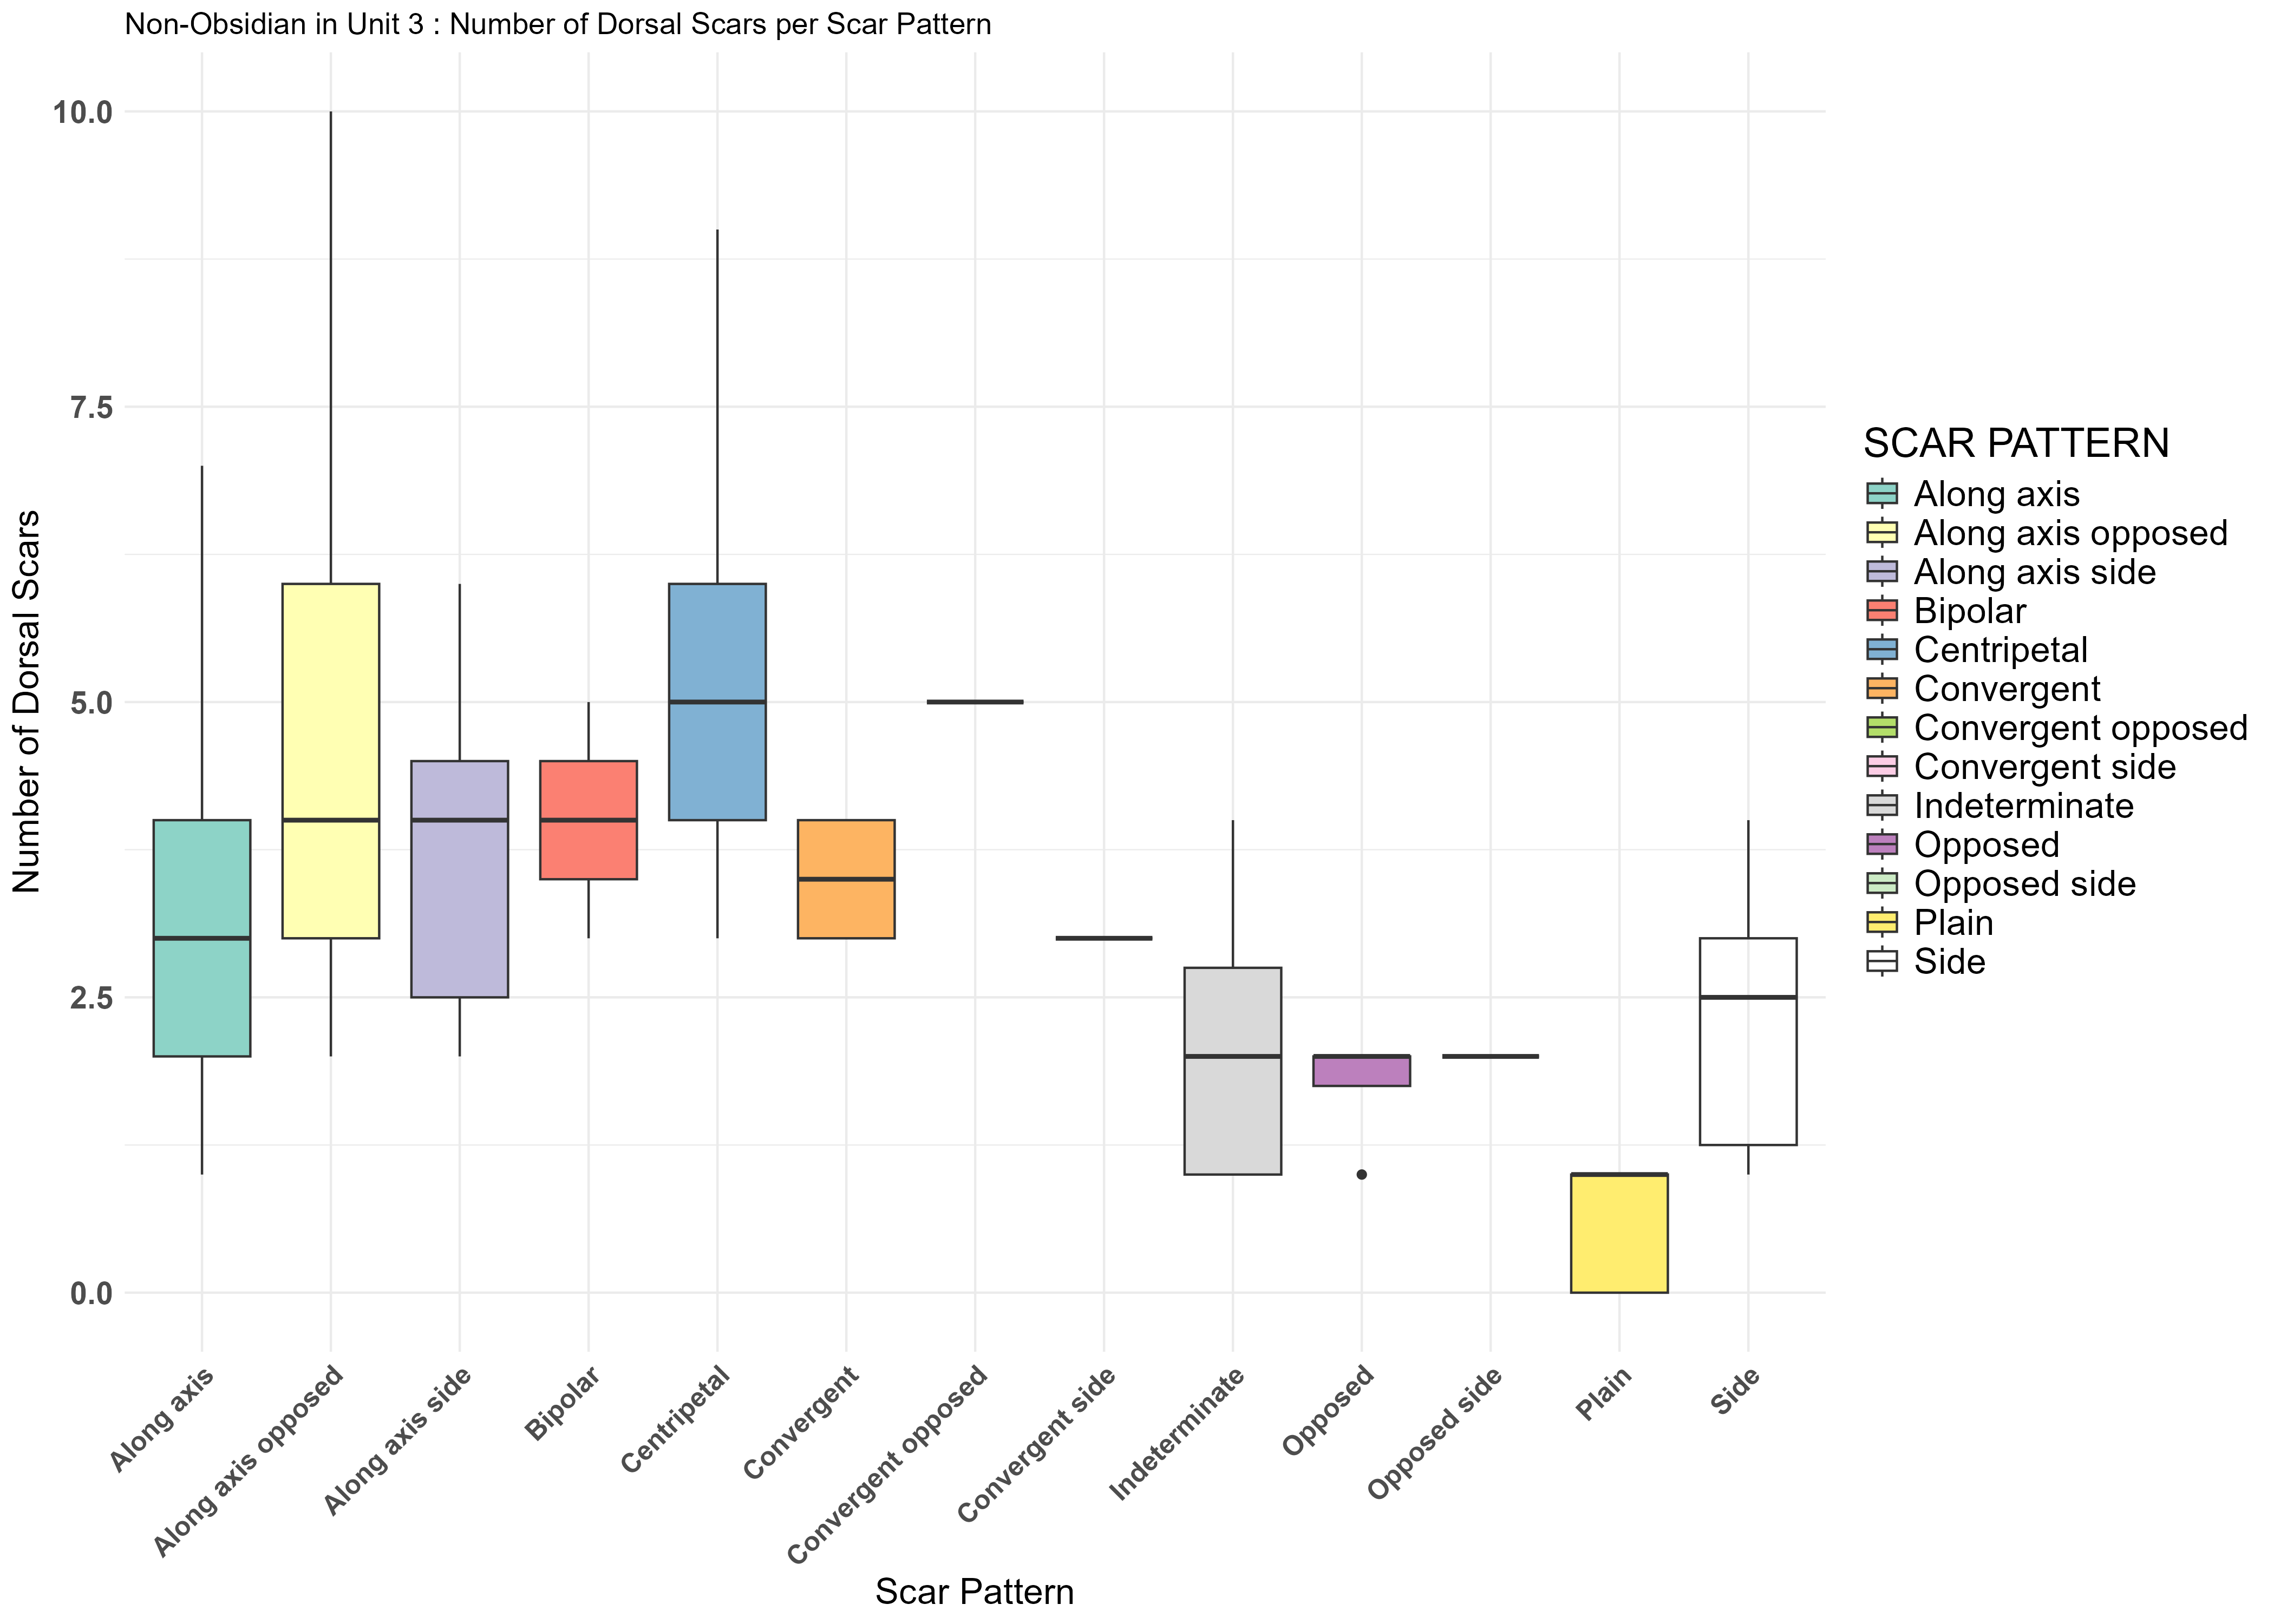 Non-Obsidian in Unit 3 : Number of Dorsal Scars per Scar Pattern
10.0
7.5
5.0
2.5
0.0
Number of Dorsal Scars
Along axis
Along axis opposed
Along axis side
Bipolar
Centripetal
Convergent
Convergent opposed
Convergent side
Indeterminate
Opposed
Opposed side
Plain
Side
Scar Pattern
SCAR PATTERN
Along axis
Along axis opposed
Along axis side
Bipolar
Centripetal
Convergent
Convergent opposed
Convergent side
Indeterminate
Opposed
Opposed side
Plain
Side